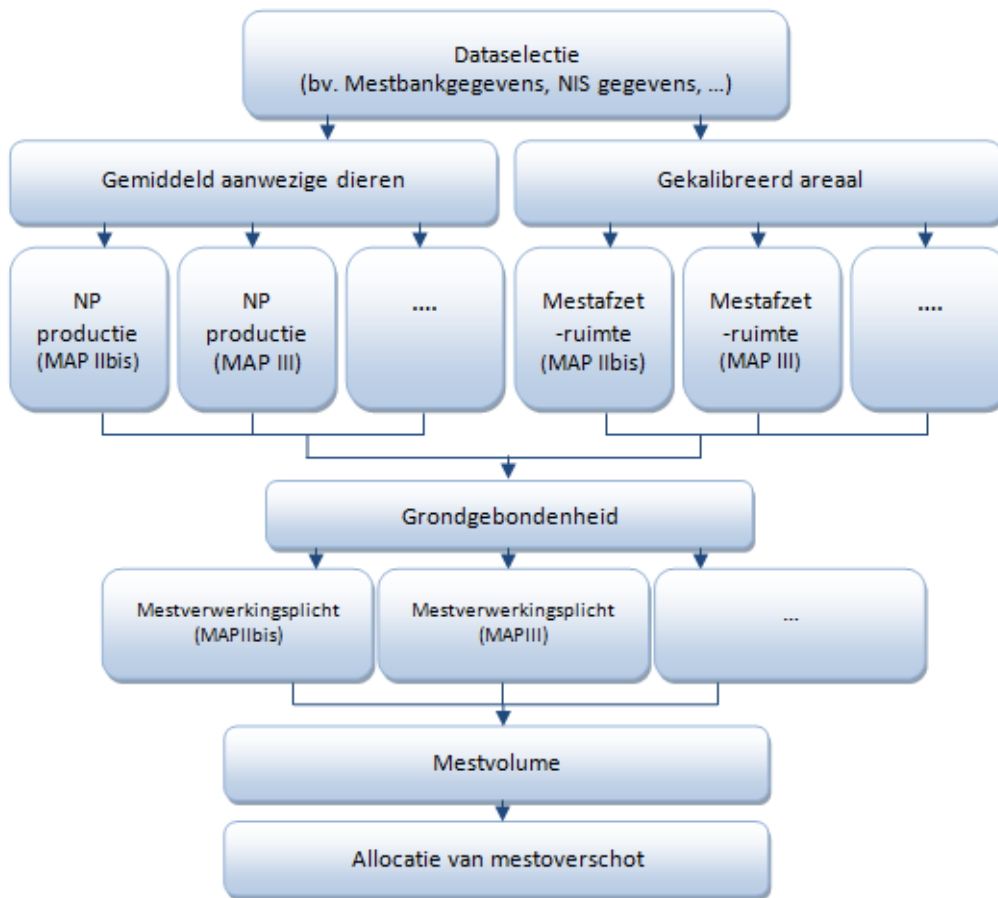 Dataselectie
(bv. Mestbankgegevens, NIS gegevens, ...)
Gemiddeld aanwezige dieren
Gekalibreerd areaal
NP
productie
(MAP IIbis)
NP
productie
(MAP III)
....
Mestafzet
-ruimte
(MAP IIbis)
Mestafzet
-ruimte
(MAP III)
....
Grondgebondenheid
Mestverwerkingsplicht
(MAPIIbis)
Mestverwerkingsplicht
(MAPIII)
...
Mestvolume
Allocatie van mestoverschot